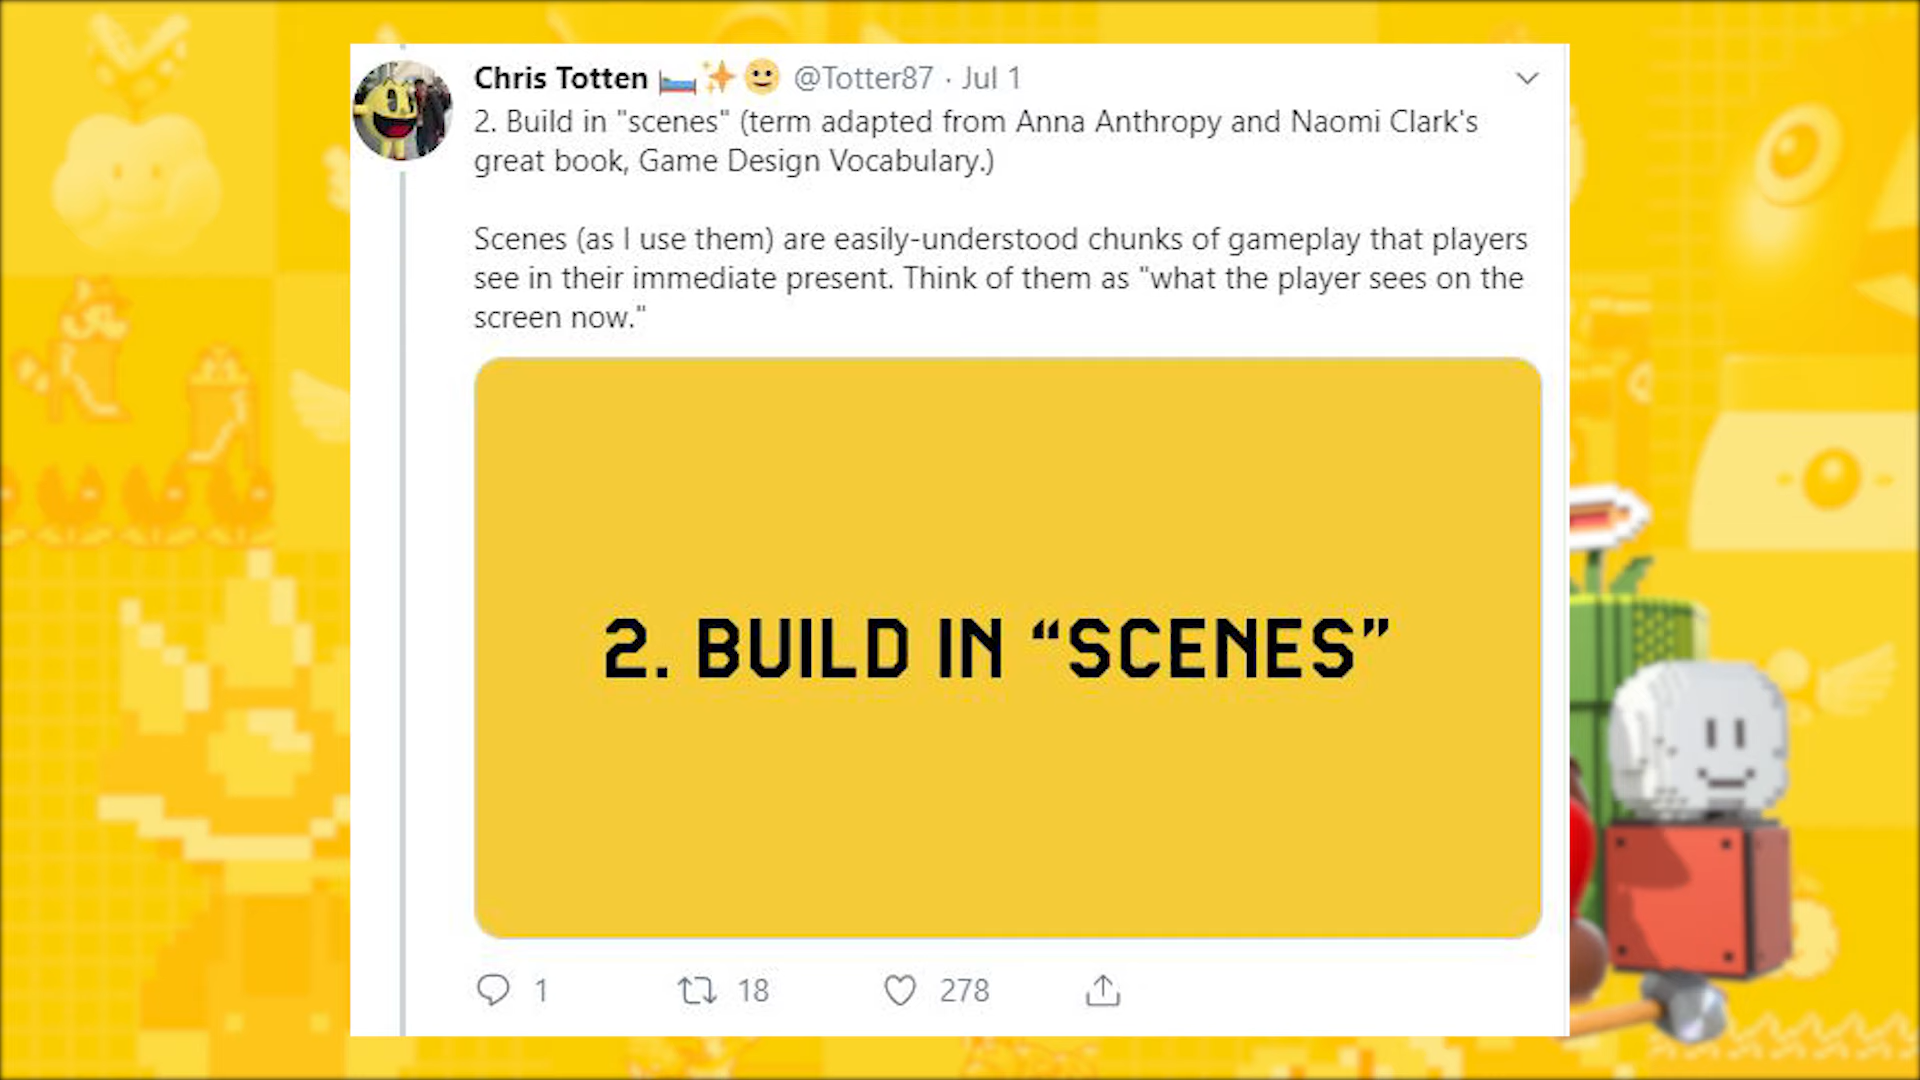 Chris Totten 🛏️✨🙂 @Totter87 · Jul 1
2. Build in "scenes" (term adapted from Anna Anthropy and Naomi Clark's
great book, Game Design Vocabulary.)
Scenes (as I use them) are easily-understood chunks of gameplay that players
see in their immediate present. Think of them as "what the player sees on the
screen now."
2. BUILD IN “SCENES”
1 18 278